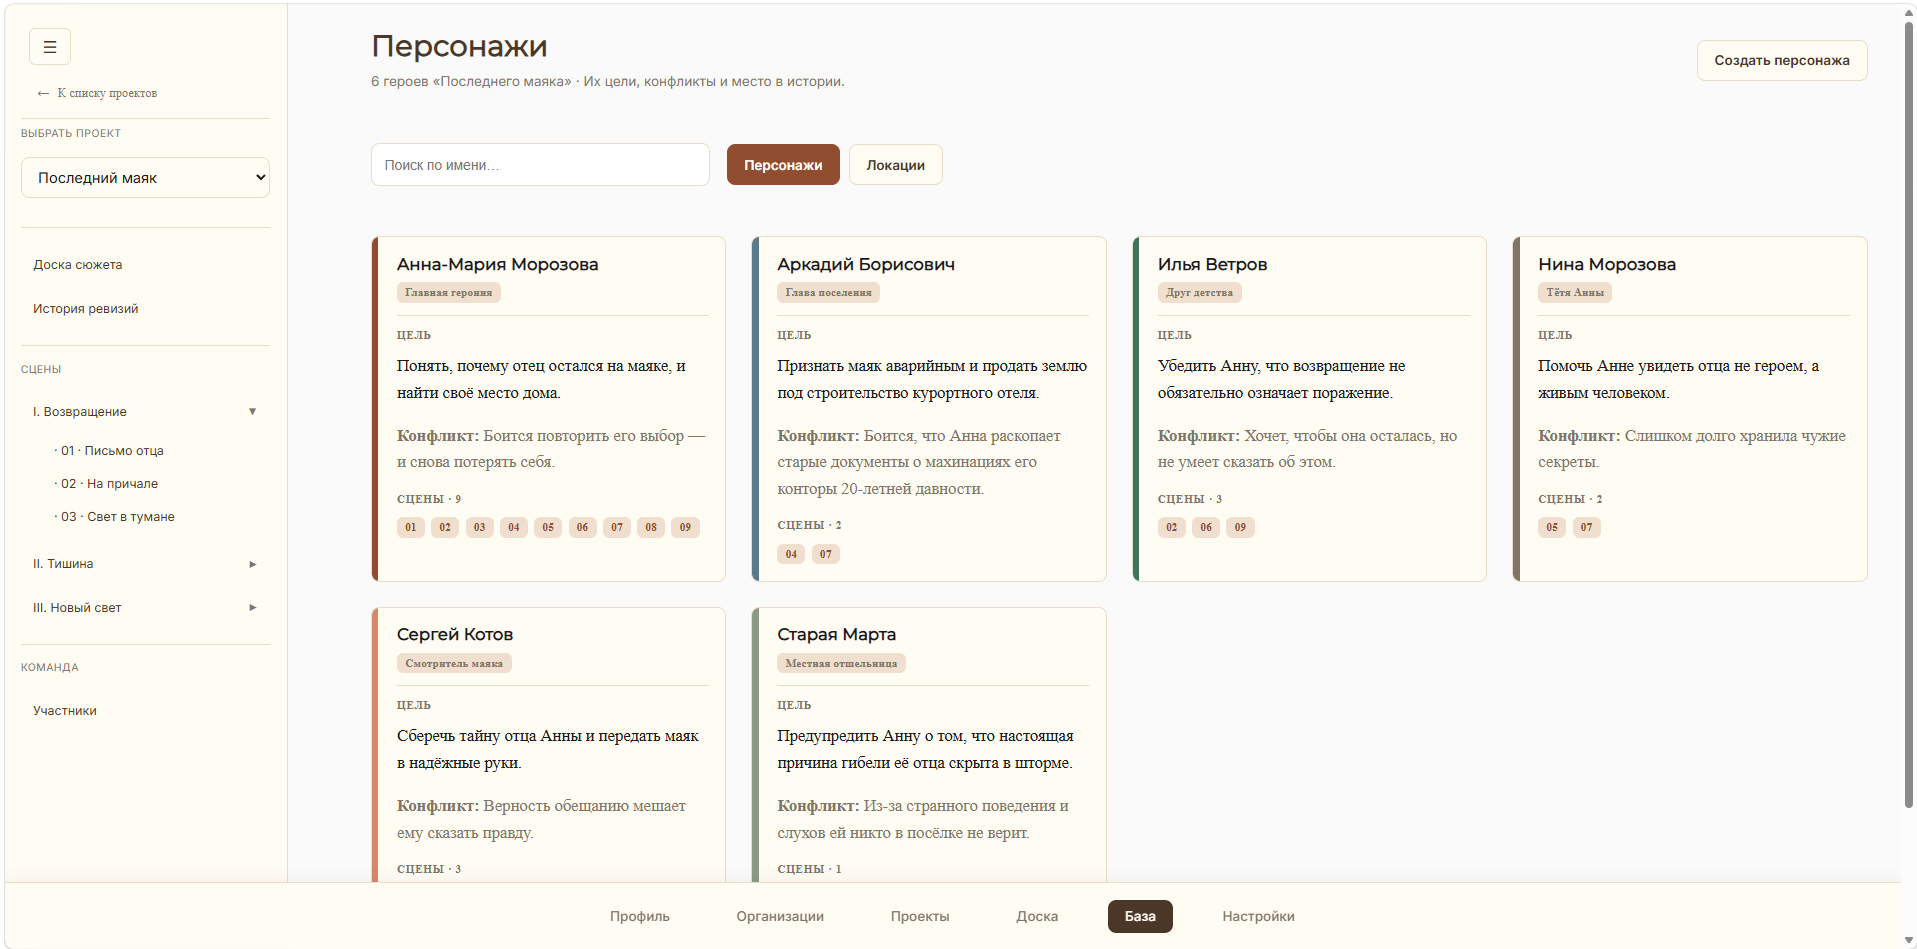 ☰
← К списку проектов
ВЫБРАТЬ ПРОЕКТ
Последний маяк
Доска сюжета
История ревизий
СЦЕНЫ
I. Возвращение ▼
· 01 · Письмо отца
· 02 · На причале
· 03 · Свет в тумане
II. Тишина ►
III. Новый свет ►
КОМАНДА
Участники
Персонажи
6 героев «Последнего маяка» · Их цели, конфликты и место в истории.
Создать персонажа
Поиск по имени…
Персонажи
Локации
Анна-Мария Морозова
Главная героиня
ЦЕЛЬ
Понять, почему отец остался на маяке, и
найти своё место дома.
Конфликт: Боится повторить его выбор —
и снова потерять себя.
СЦЕНЫ · 9
01 02 03 04 05 06 07 08 09
Аркадий Борисович
Глава поселения
ЦЕЛЬ
Признать маяк аварийным и продать землю
под строительство курортного отеля.
Конфликт: Боится, что Анна раскопает
старые документы о махинациях его
конторы 20-летней давности.
СЦЕНЫ · 2
04 07
Илья Ветров
Друг детства
ЦЕЛЬ
Убедить Анну, что возвращение не
обязательно означает поражение.
Конфликт: Хочет, чтобы она осталась, но
не умеет сказать об этом.
СЦЕНЫ · 3
02 06 09
Нина Морозова
Тётя Анны
ЦЕЛЬ
Помочь Анне увидеть отца не героем, а
живым человеком.
Конфликт: Слишком долго хранила чужие
секреты.
СЦЕНЫ · 2
05 07
Сергей Котов
Смотритель маяка
ЦЕЛЬ
Сберечь тайну отца Анны и передать маяк
в надёжные руки.
Конфликт: Верность обещанию мешает
ему сказать правду.
СЦЕНЫ · 3
Старая Марта
Местная отшельница
ЦЕЛЬ
Предупредить Анну о том, что настоящая
причина гибели её отца скрыта в шторме.
Конфликт: Из-за странного поведения и
слухов ей никто в посёлке не верит.
СЦЕНЫ · 1
Профиль
Организации
Проекты
Доска
База
Настройки